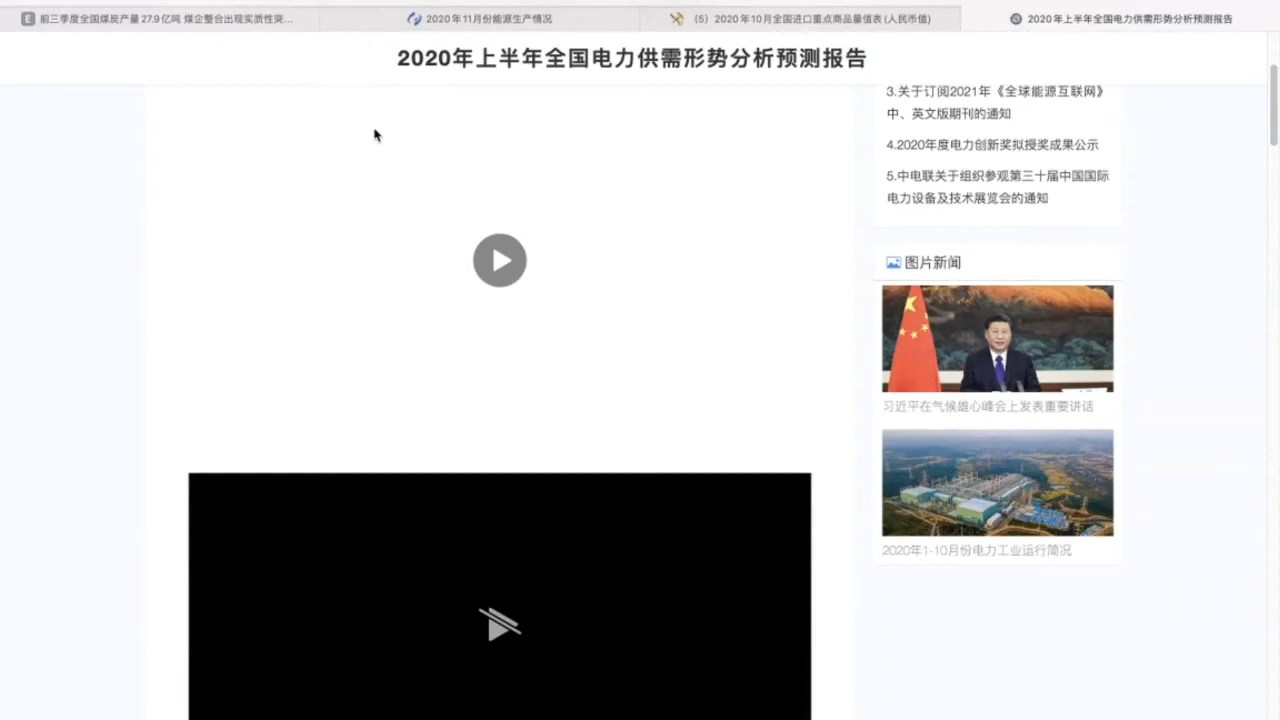 前三季度全国煤炭产量27.9亿吨 煤企整合出现实质性突...
2020年11月份能源生产情况
（5）2020年10月全国进口重点商品量值表(人民币值)
2020年上半年全国电力供需形势分析预测报告
2020年上半年全国电力供需形势分析预测报告
3.关于订阅2021年《全球能源互联网》
中、英文版期刊的通知
4.2020年度电力创新奖拟授奖成果公示
5.中电联关于组织参观第三十届中国国际
电力设备及技术展览会的通知
图片新闻
习近平在气候雄心峰会上发表重要讲话
2020年1-10月份电力工业运行简况